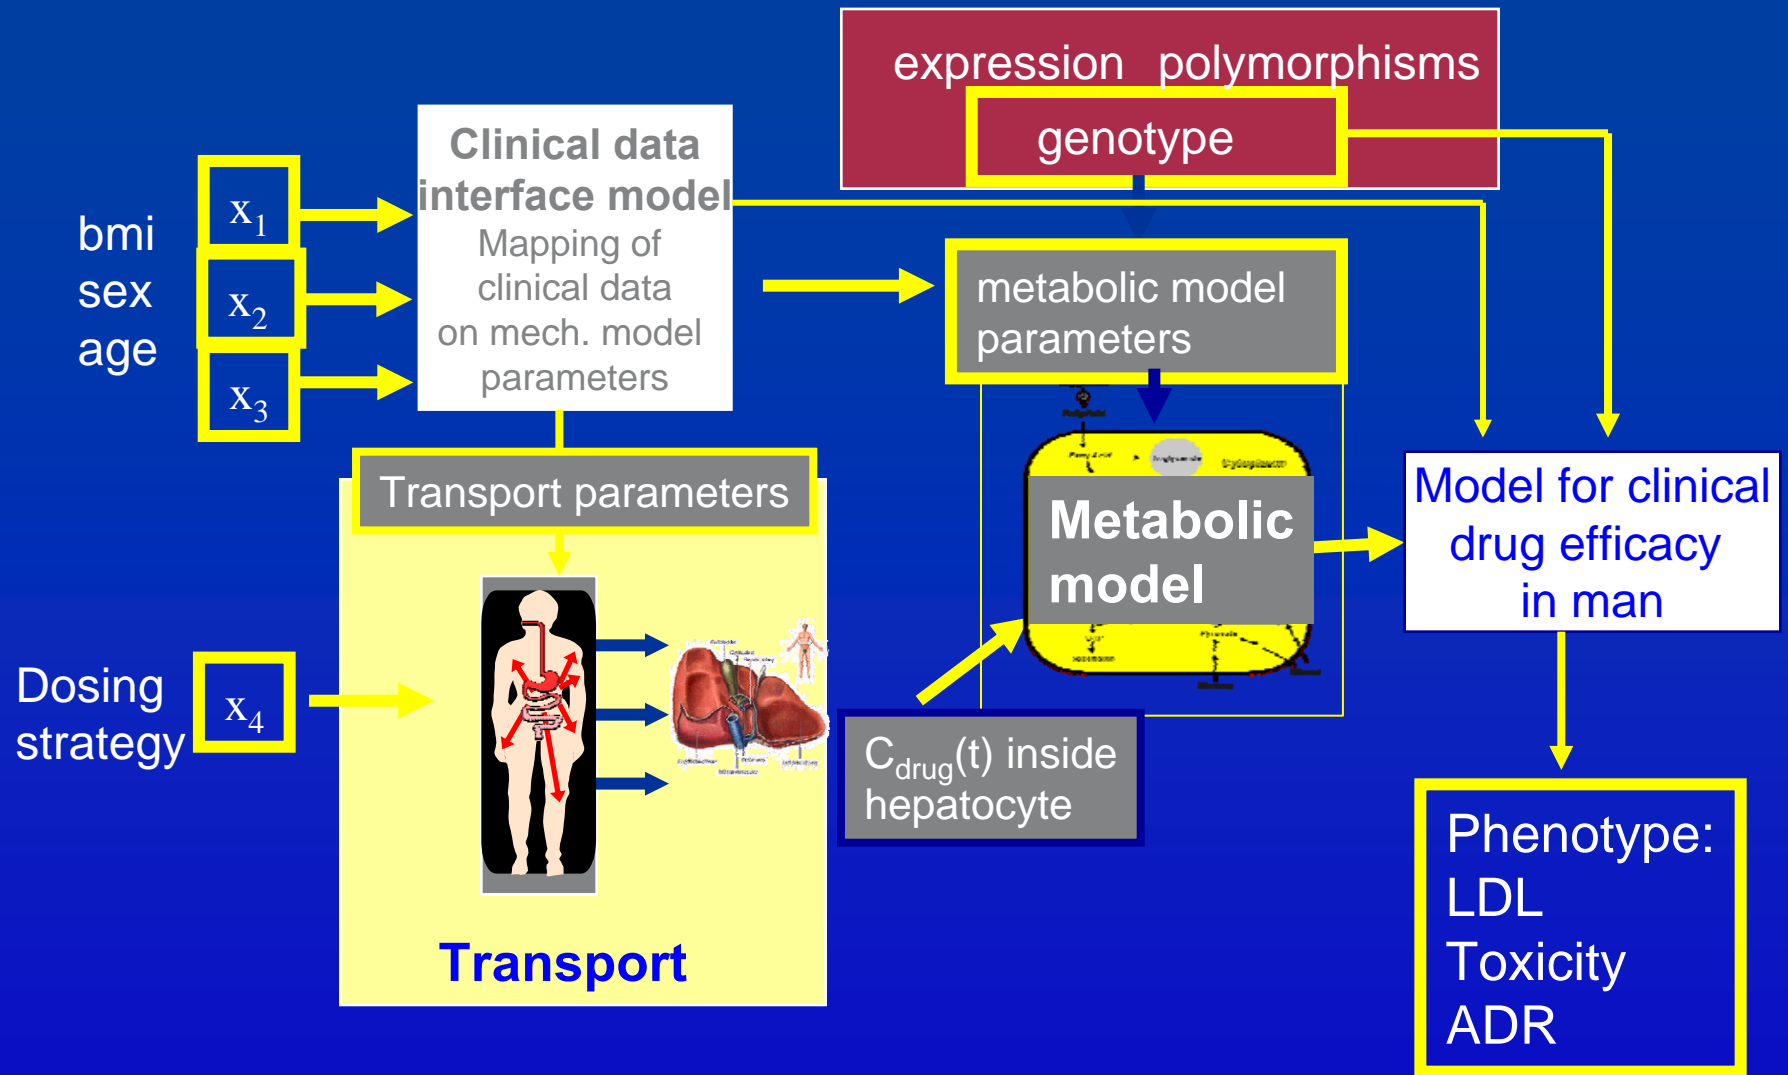 expression polymorphisms
genotype
Clinical data
interface model
Mapping of
clinical data
on mech. model
parameters
bmi
sex
age
x1
x2
x3
metabolic model
parameters
Transport parameters
Metabolic
model
Model for clinical
drug efficacy
in man
Dosing
strategy
x4
Cdrug(t) inside
hepatocyte
Transport
Phenotype:
LDL
Toxicity
ADR